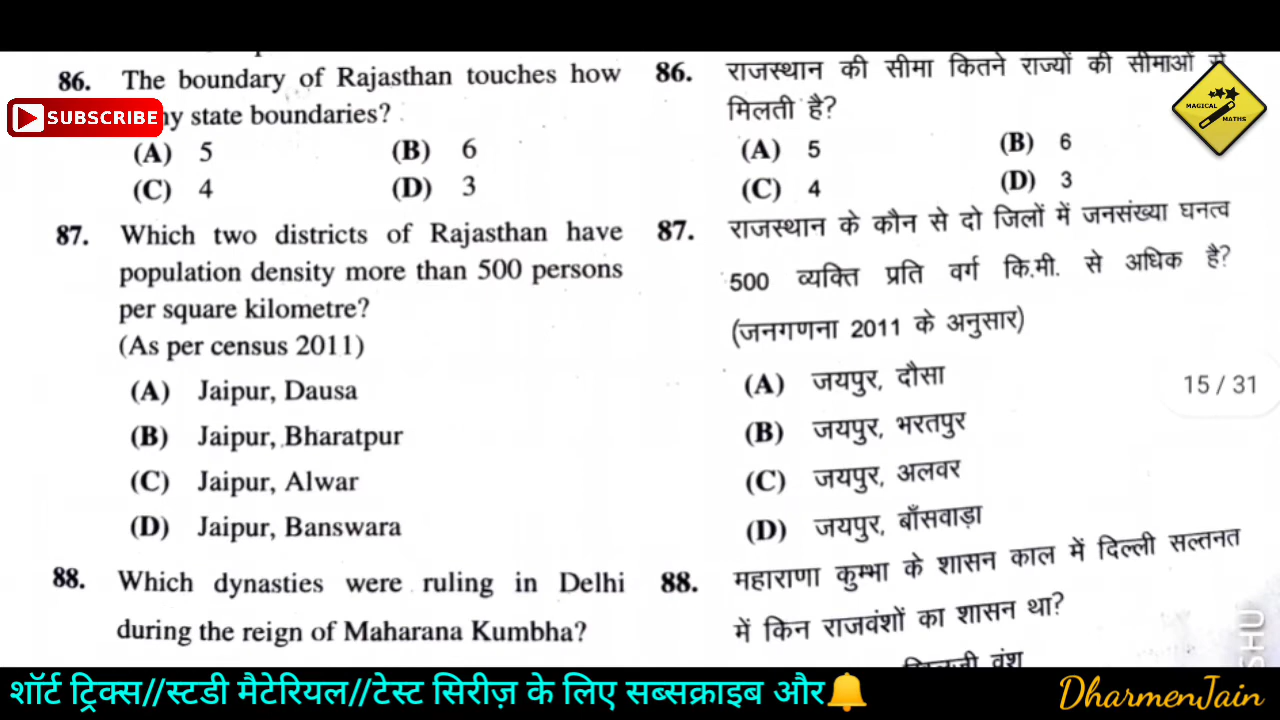 86. The boundary of Rajasthan touches how
ny state boundaries?
(A) 5 (B) 6
(C) 4 (D) 3
87. Which two districts of Rajasthan have
population density more than 500 persons
per square kilometre?
(As per census 2011)
(A) Jaipur, Dausa
(B) Jaipur, Bharatpur
(C) Jaipur, Alwar
(D) Jaipur, Banswara
88. Which dynasties were ruling in Delhi
during the reign of Maharana Kumbha?
86. राजस्थान की सीमा कितने राज्यों की सीमाओं से
मिलती है?
(A) 5 (B) 6
(C) 4 (D) 3
87. राजस्थान के कौन से दो जिलों में जनसंख्या घनत्व
500 व्यक्ति प्रति वर्ग कि.मी. से अधिक है?
(जनगणना 2011 के अनुसार)
(A) जयपुर, दौसा
(B) जयपुर, भरतपुर
(C) जयपुर, अलवर
(D) जयपुर, बाँसवाड़ा
88. महाराणा कुम्भा के शासन काल में दिल्ली सल्तनत
में किन राजवंशों का शासन था?
वंश
SUBSCRIBE
MAGICAL
MATHS
15 / 31
SHU
शॉर्ट ट्रिक्स//स्टडी मैटेरियल//टेस्ट सिरीज़ के लिए सब्सक्राइब और
DharmenJain